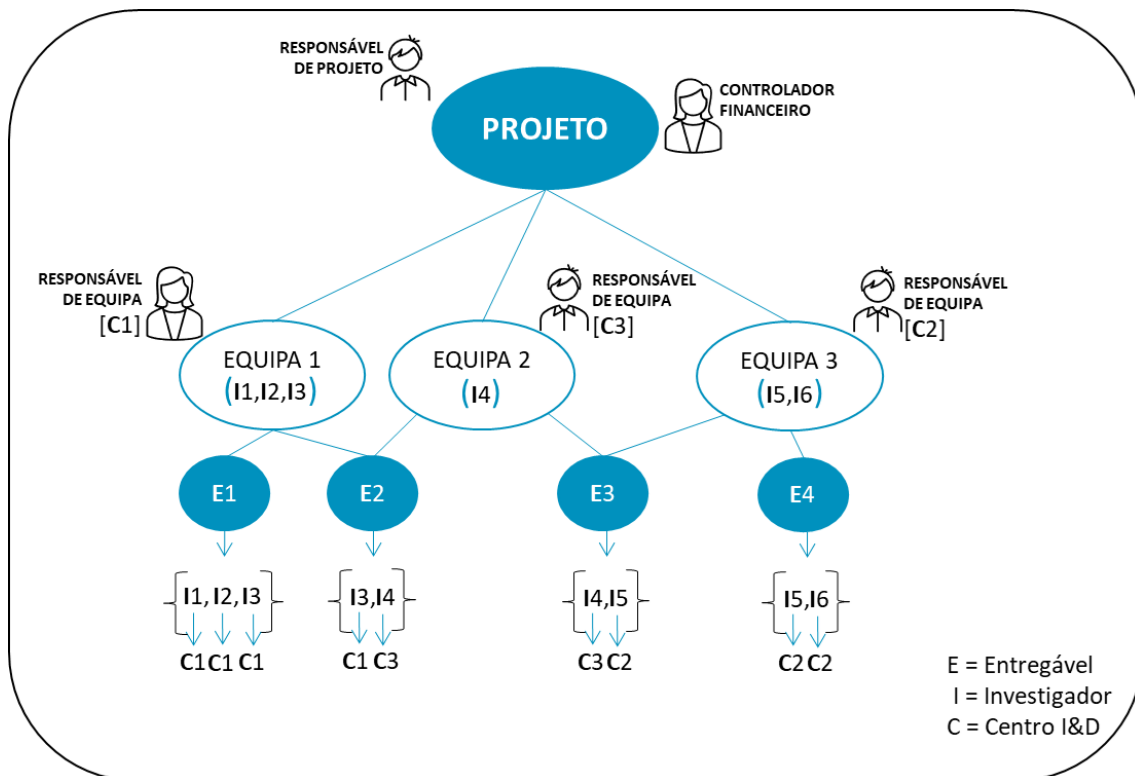 RESPONSÁVEL
DE PROJETO
CONTROLADOR
FINANCEIRO
PROJETO
RESPONSÁVEL
DE EQUIPA
[C1]
RESPONSÁVEL
DE EQUIPA
[C3]
RESPONSÁVEL
DE EQUIPA
[C2]
EQUIPA 1
(I1,I2,I3)
EQUIPA 2
(I4)
EQUIPA 3
(I5,I6)
E1
E2
E3
E4
{I1, I2, I3}
{I3,I4}
{I4,I5}
{I5,I6}
C1 C1 C1
C1 C3
C3 C2
C2 C2
E = Entregável
I = Investigador
C = Centro I&D